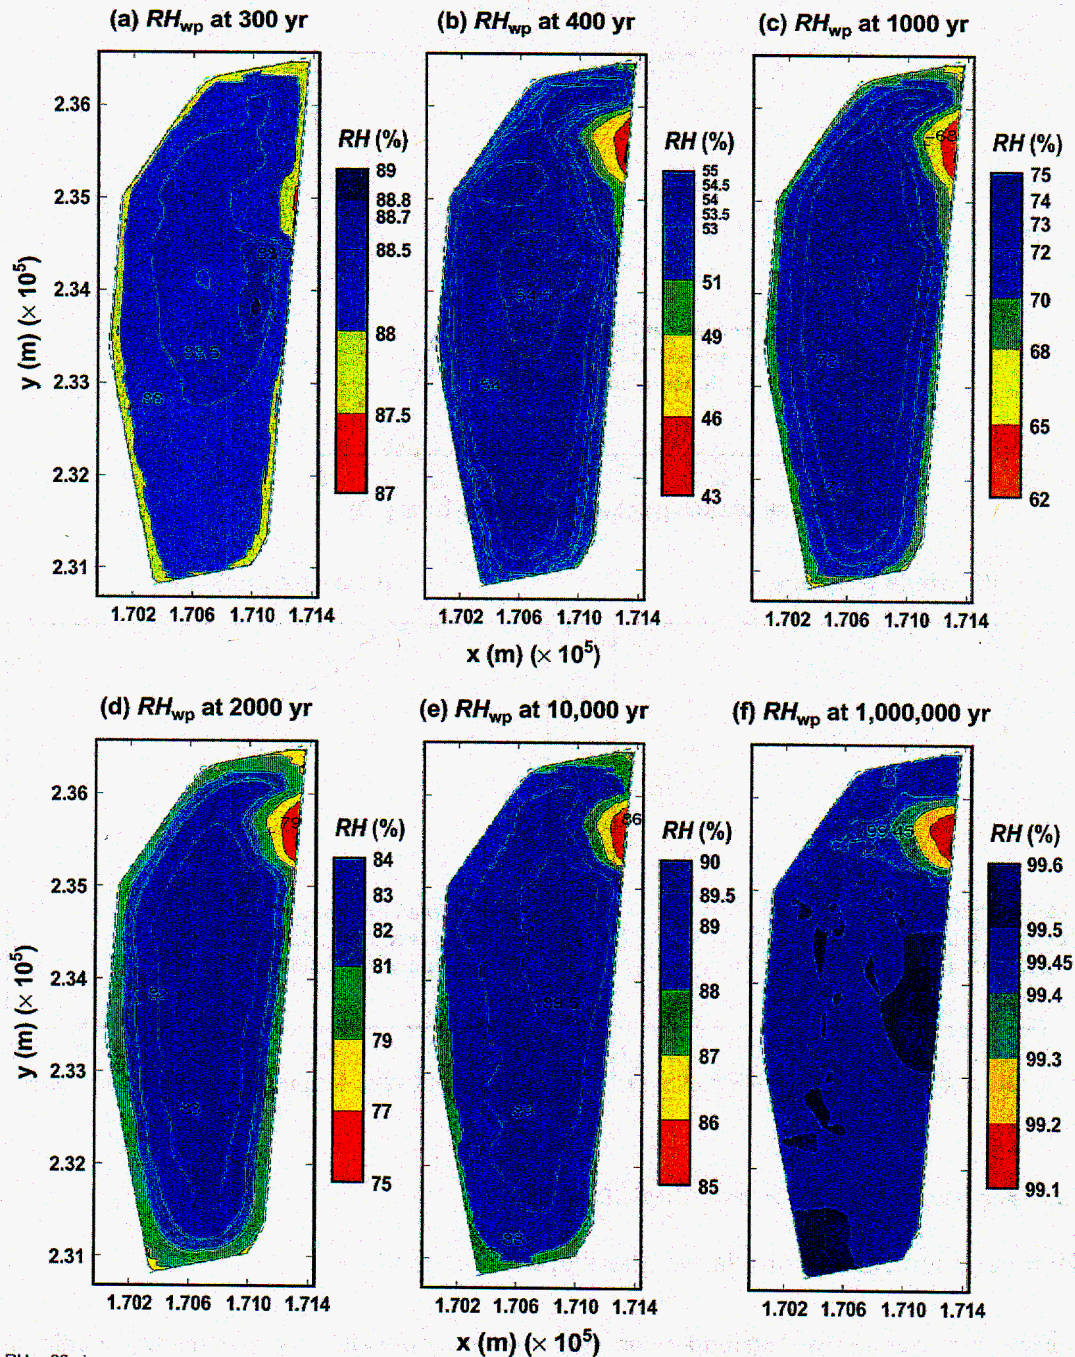 (a) RHwp at 300 yr
(b) RHwp at 400 yr
(c) RHwp at 1000 yr
RH (%)
89
88.8
88.7
88.5
88
87.5
87
RH (%)
55
54.5
54
53.5
53
51
49
46
43
RH (%)
75
74
73
72
70
68
65
62
y (m) (× 10⁵)
2.36
2.35
2.34
2.33
2.32
2.31
68
1.702 1.706 1.710 1.714
1.702 1.706 1.710 1.714
1.702 1.706 1.710 1.714
x (m) (× 10⁵)
(d) RHwp at 2000 yr
(e) RHwp at 10,000 yr
(f) RHwp at 1,000,000 yr
RH (%)
84
83
82
81
79
77
75
RH (%)
90
89.5
89
88
87
86
85
RH (%)
99.6
99.5
99.45
99.4
99.3
99.2
99.1
y (m) (× 10⁵)
2.36
2.35
2.34
2.33
2.32
2.31
79
86
99.45
1.702 1.706 1.710 1.714
1.702 1.706 1.710 1.714
1.702 1.706 1.710 1.714
x (m) (× 10⁵)